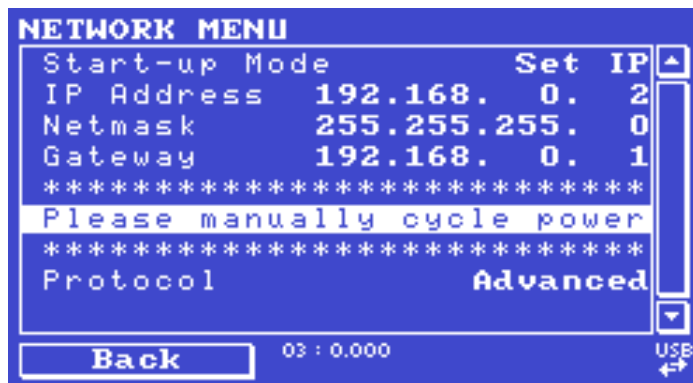 NETWORK MENU
Start-up Mode Set IP
IP Address 192.168. 0. 2
Netmask 255.255.255. 0
Gateway 192.168. 0. 1
**************************
Please manually cycle power
**************************
Protocol Advanced
Back 03 : 0.000 USB